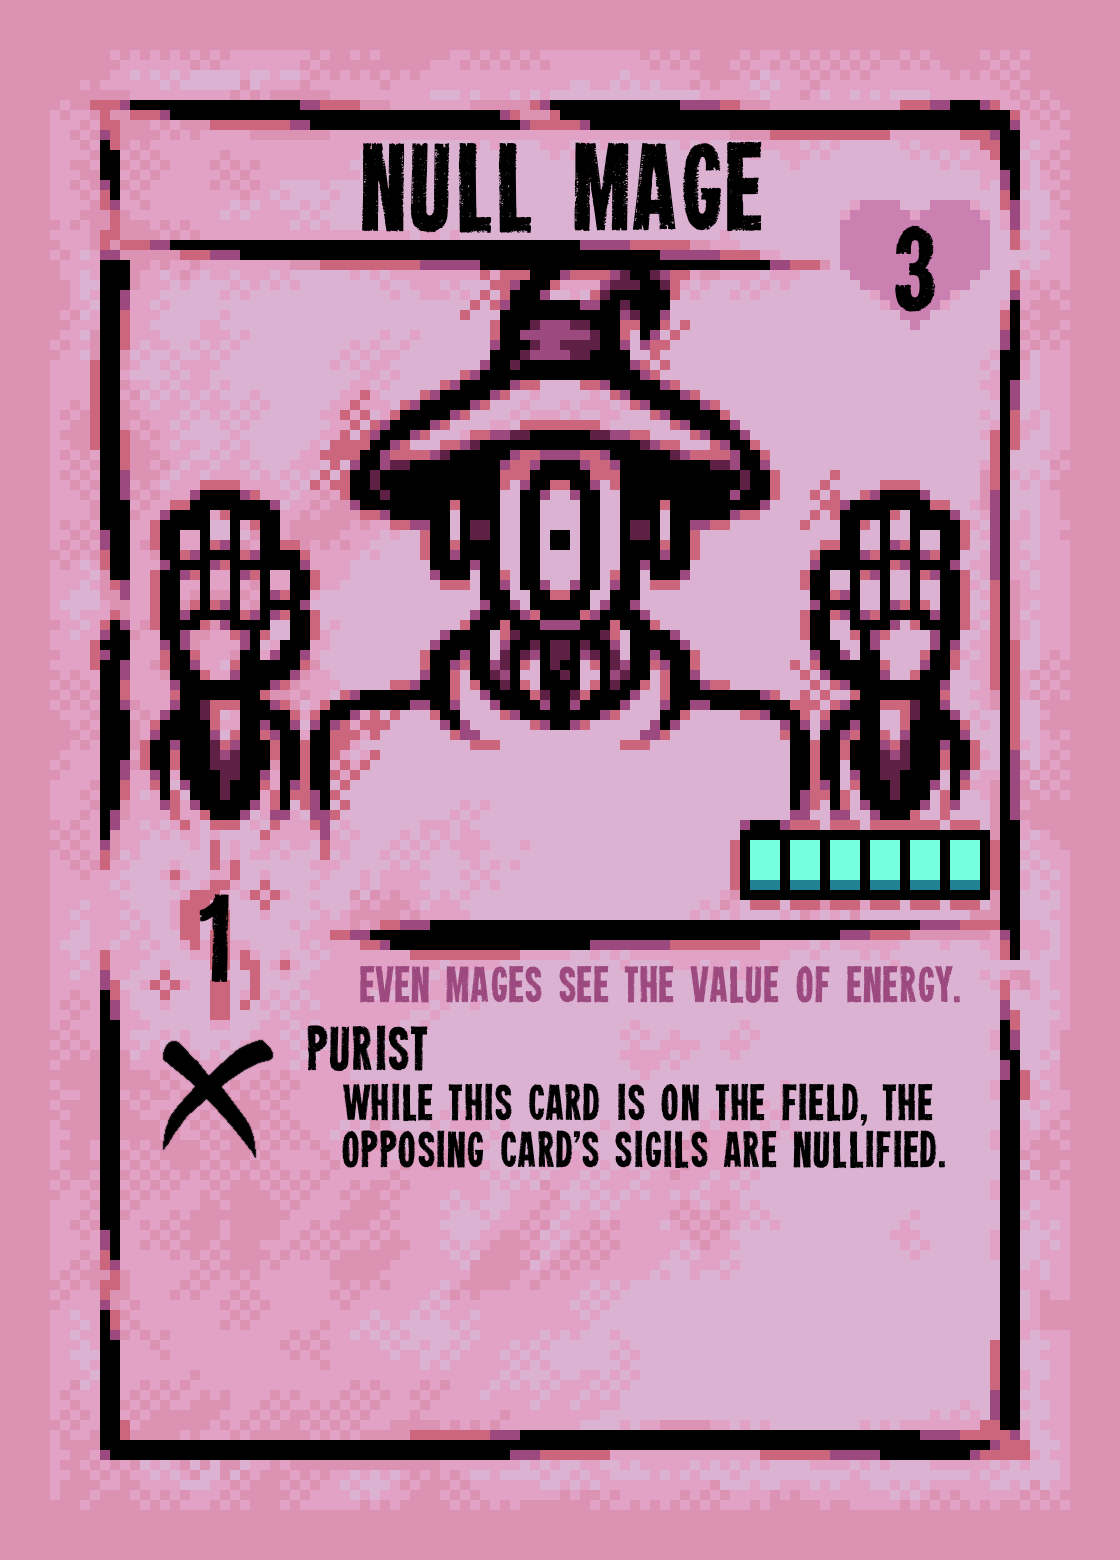 NULL MAGE
3
1
EVEN MAGES SEE THE VALUE OF ENERGY.
PURIST
WHILE THIS CARD IS ON THE FIELD, THE
OPPOSING CARD'S SIGILS ARE NULLIFIED.